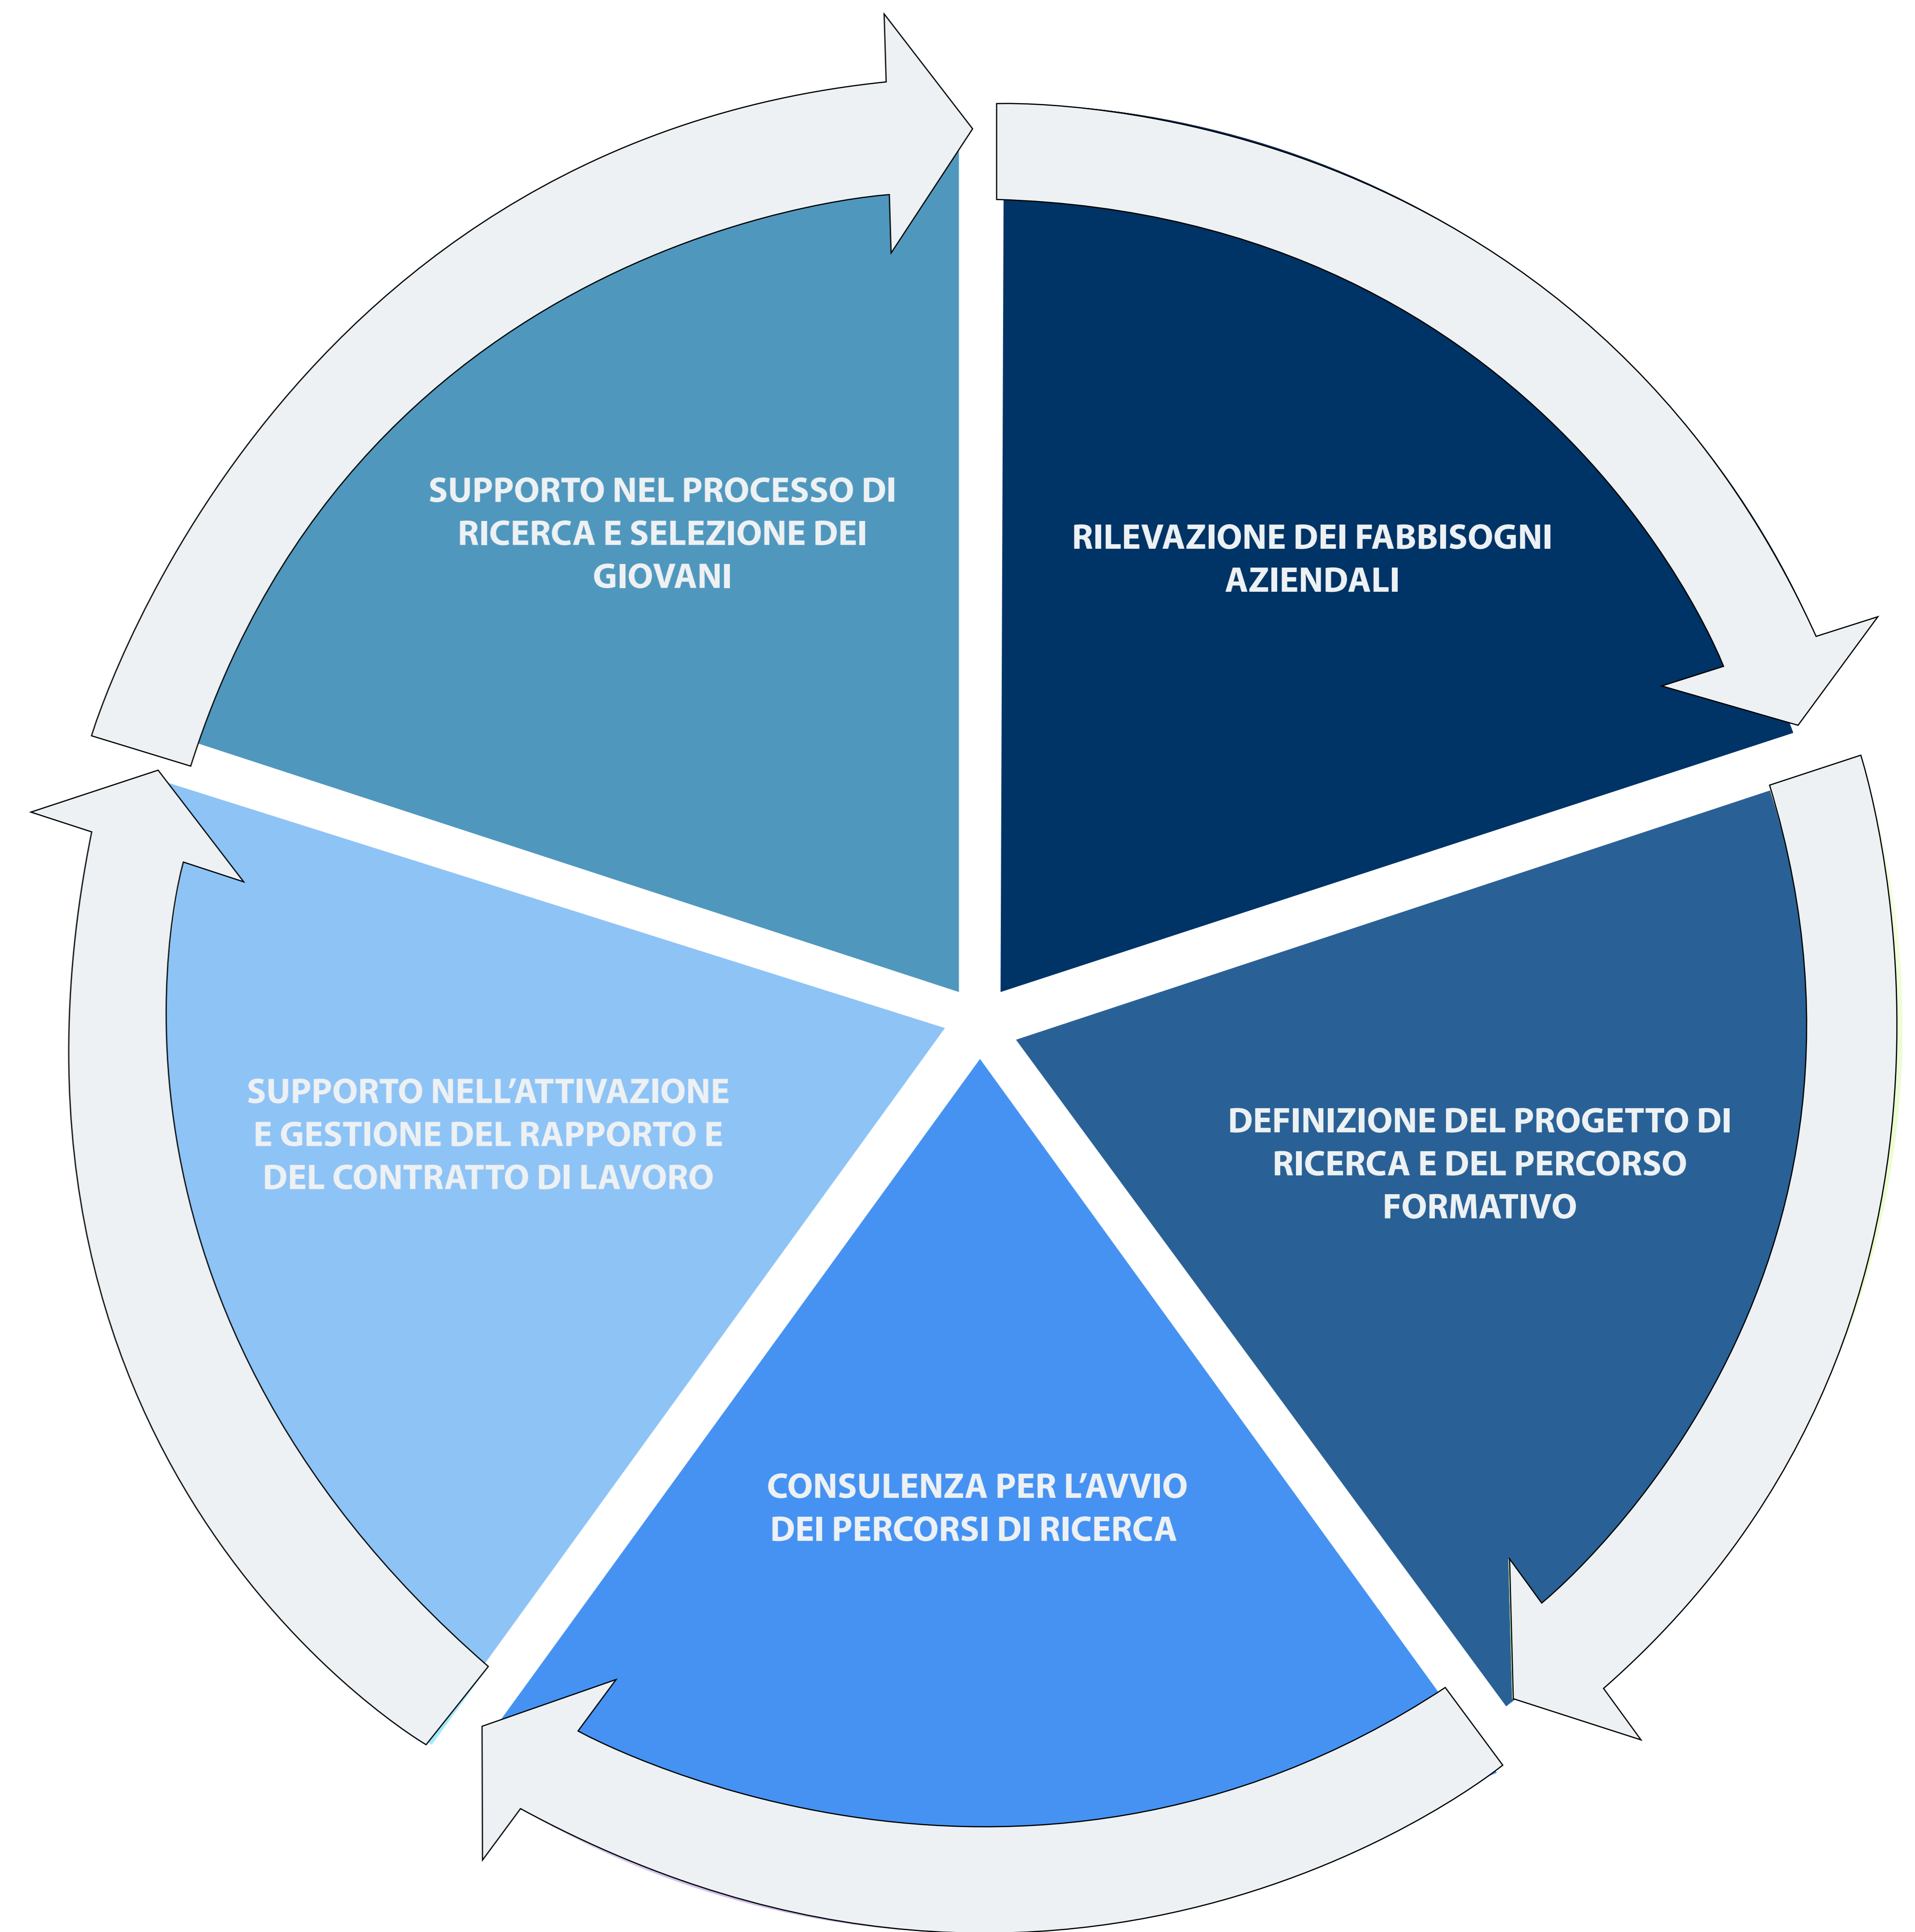 SUPPORTO NEL PROCESSO DI
RICERCA E SELEZIONE DEI
GIOVANI
RILEVAZIONE DEI FABBISOGNI
AZIENDALI
SUPPORTO NELL’ATTIVAZIONE
E GESTIONE DEL RAPPORTO E
DEL CONTRATTO DI LAVORO
DEFINIZIONE DEL PROGETTO DI
RICERCA E DEL PERCORSO
FORMATIVO
CONSULENZA PER L’AVVIO
DEI PERCORSI DI RICERCA